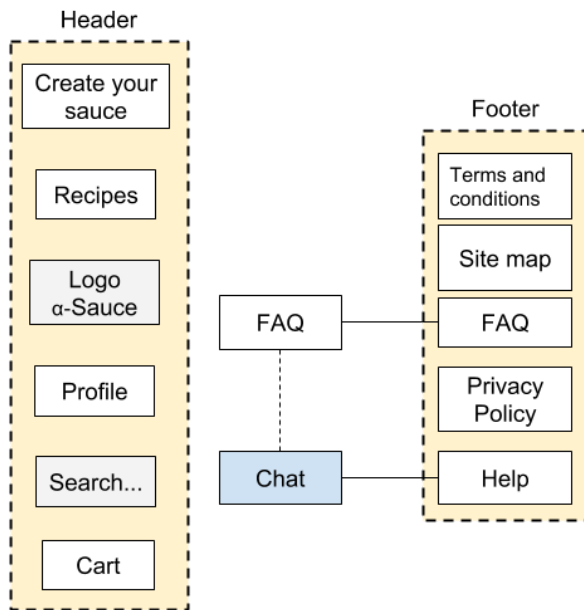 Header
Create your
sauce
Recipes
Logo
α-Sauce
Profile
Search...
Cart
FAQ
Chat
Footer
Terms and
conditions
Site map
FAQ
Privacy
Policy
Help